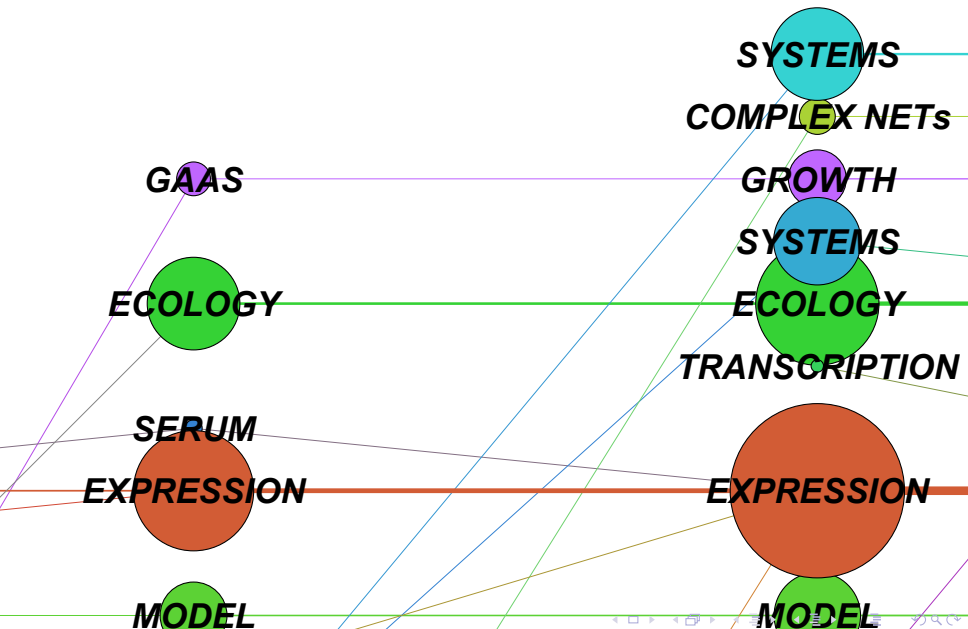 SYSTEMS
COMPLEX NETs
GAAS
GROWTH
SYSTEMS
ECOLOGY
ECOLOGY
TRANSCRIPTION
SERUM
EXPRESSION
EXPRESSION
MODEL
MODEL